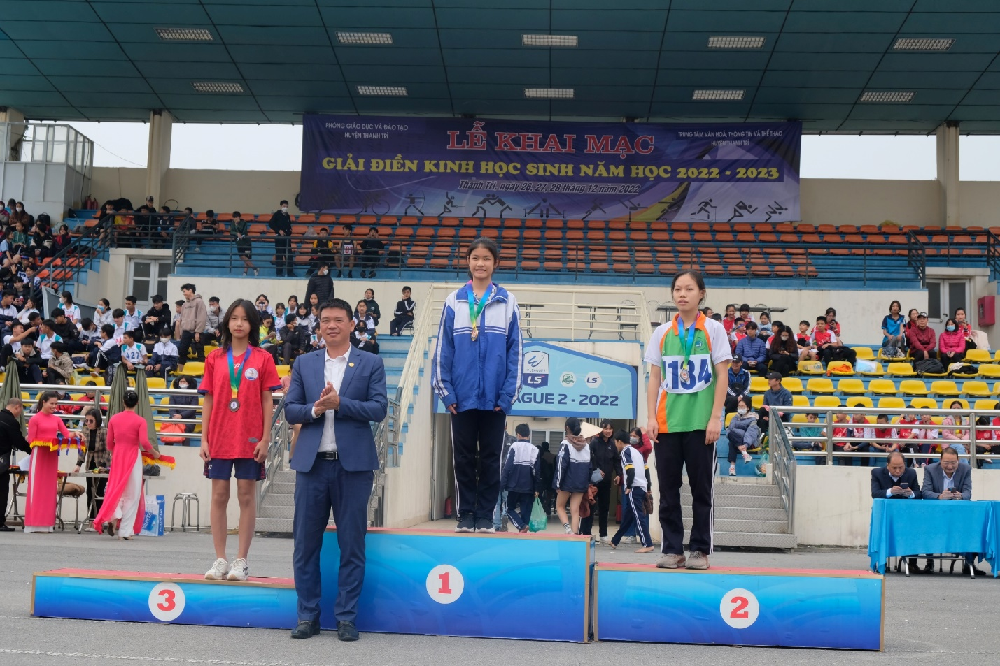 PHÒNG GIÁO DỤC VÀ ĐÀO TẠO
HUYỆN THANH TRÌ
TRUNG TÂM VĂN HOÁ, THÔNG TIN VÀ THỂ THAO
HUYỆN THANH TRÌ
LỄ KHAI MẠC
GIẢI ĐIỀN KINH HỌC SINH NĂM HỌC 2022 - 2023
Thanh Trì, ngày 26, 27, 28 tháng 12 năm 2022
V.LEAGUE 2
LS
LS
AGUE 2 - 2022
134
427
3
1
2